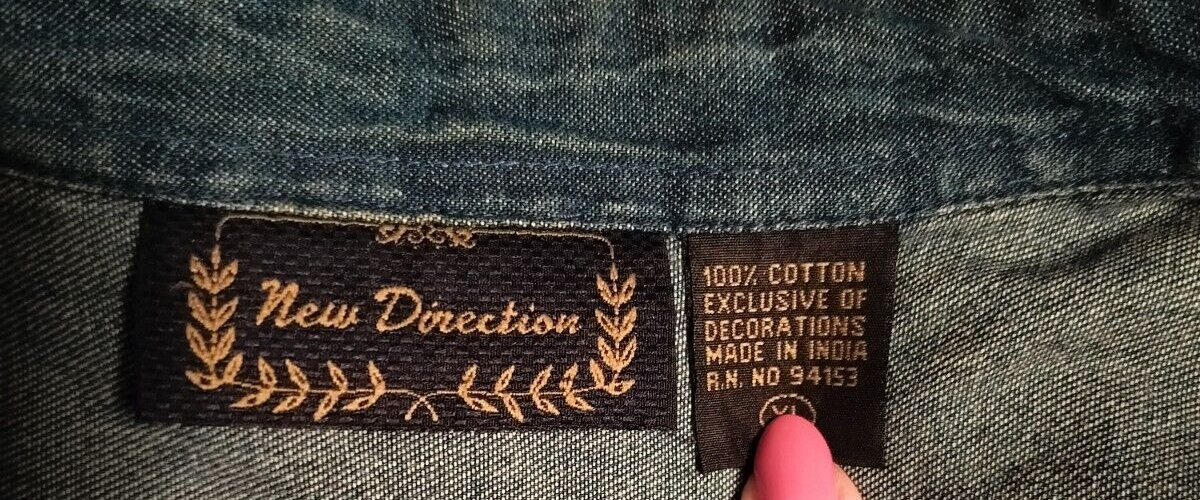 New Direction
100% COTTON
EXCLUSIVE OF
DECORATIONS
MADE IN INDIA
R.N. NO 94153
XL